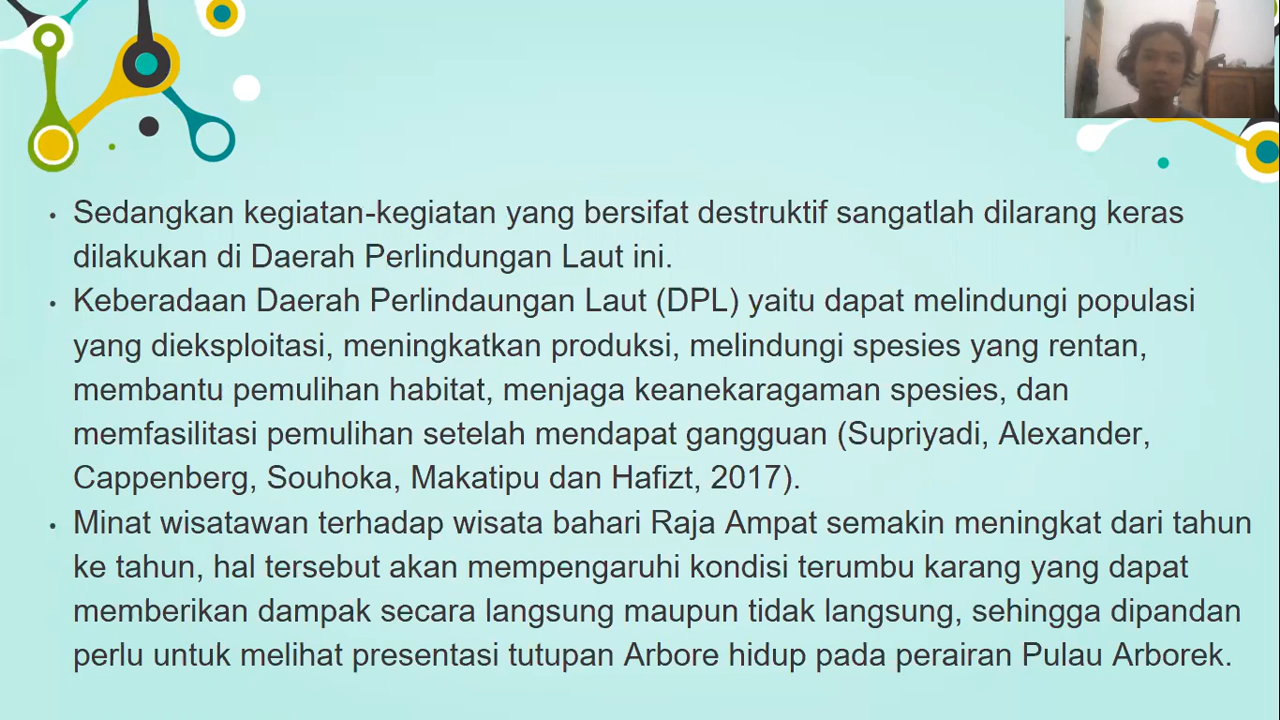 • Sedangkan kegiatan-kegiatan yang bersifat destruktif sangatlah dilarang keras
dilakukan di Daerah Perlindungan Laut ini.
• Keberadaan Daerah Perlindaungan Laut (DPL) yaitu dapat melindungi populasi
yang dieksploitasi, meningkatkan produksi, melindungi spesies yang rentan,
membantu pemulihan habitat, menjaga keanekaragaman spesies, dan
memfasilitasi pemulihan setelah mendapat gangguan (Supriyadi, Alexander,
Cappenberg, Souhoka, Makatipu dan Hafizt, 2017).
• Minat wisatawan terhadap wisata bahari Raja Ampat semakin meningkat dari tahun
ke tahun, hal tersebut akan mempengaruhi kondisi terumbu karang yang dapat
memberikan dampak secara langsung maupun tidak langsung, sehingga dipandan
perlu untuk melihat presentasi tutupan Arbore hidup pada perairan Pulau Arborek.